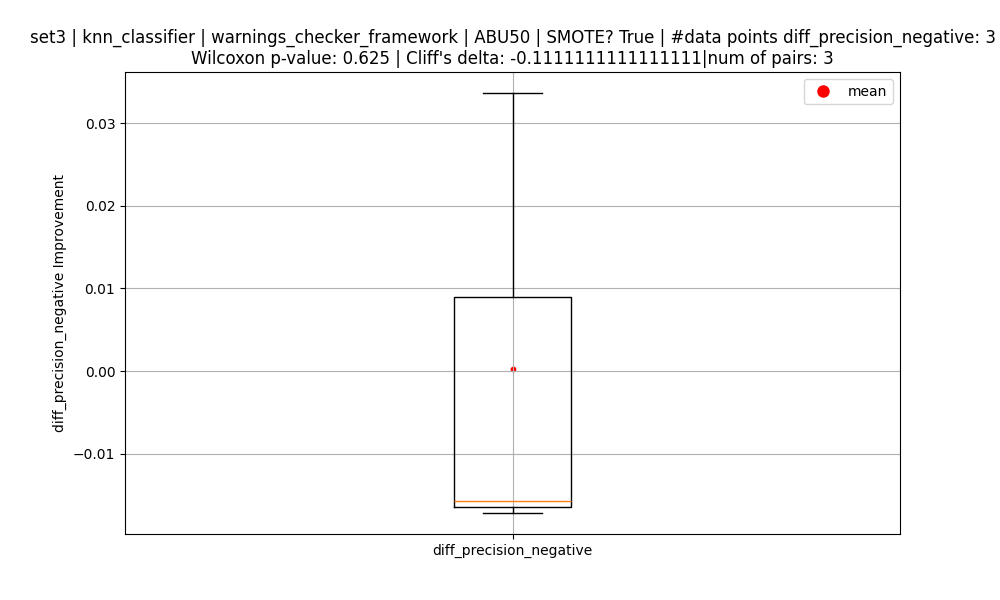 set3 | knn_classifier | warnings_checker_framework | ABU50 | SMOTE? True | #data points diff_precision_negative: 3
Wilcoxon p-value: 0.625 | Cliff's delta: -0.1111111111111111|num of pairs: 3
mean
0.03
0.02
0.01
0.00
−0.01
diff_precision_negative Improvement
diff_precision_negative